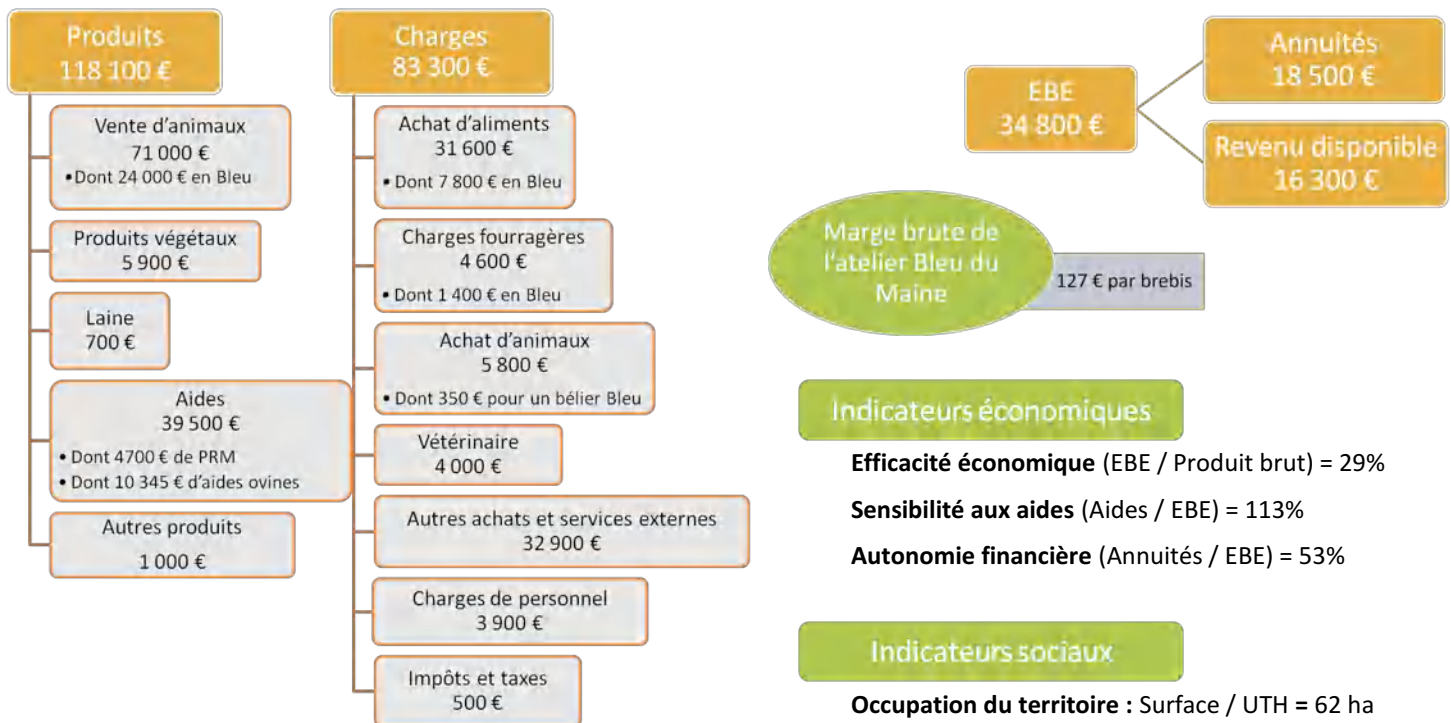 Produits
118 100 €
Vente d'animaux
71 000 €
•Dont 24 000 € en Bleu
Produits végétaux
5 900 €
Laine
700 €
Aides
39 500 €
• Dont 4700 € de PRM
• Dont 10 345 € d'aides ovines
Autres produits
1 000 €
Charges
83 300 €
Achat d'aliments
31 600 €
• Dont 7 800 € en Bleu
Charges fourragères
4 600 €
• Dont 1 400 € en Bleu
Achat d'animaux
5 800 €
• Dont 350 € pour un bélier Bleu
Vétérinaire
4 000 €
Autres achats et services externes
32 900 €
Charges de personnel
3 900 €
Impôts et taxes
500 €
EBE
34 800 €
Annuités
18 500 €
Revenu disponible
16 300 €
Marge brute de
l'atelier Bleu du
Maine
127 € par brebis
Indicateurs économiques
Efficacité économique (EBE / Produit brut) = 29%
Sensibilité aux aides (Aides / EBE) = 113%
Autonomie financière (Annuités / EBE) = 53%
Indicateurs sociaux
Occupation du territoire : Surface / UTH = 62 ha